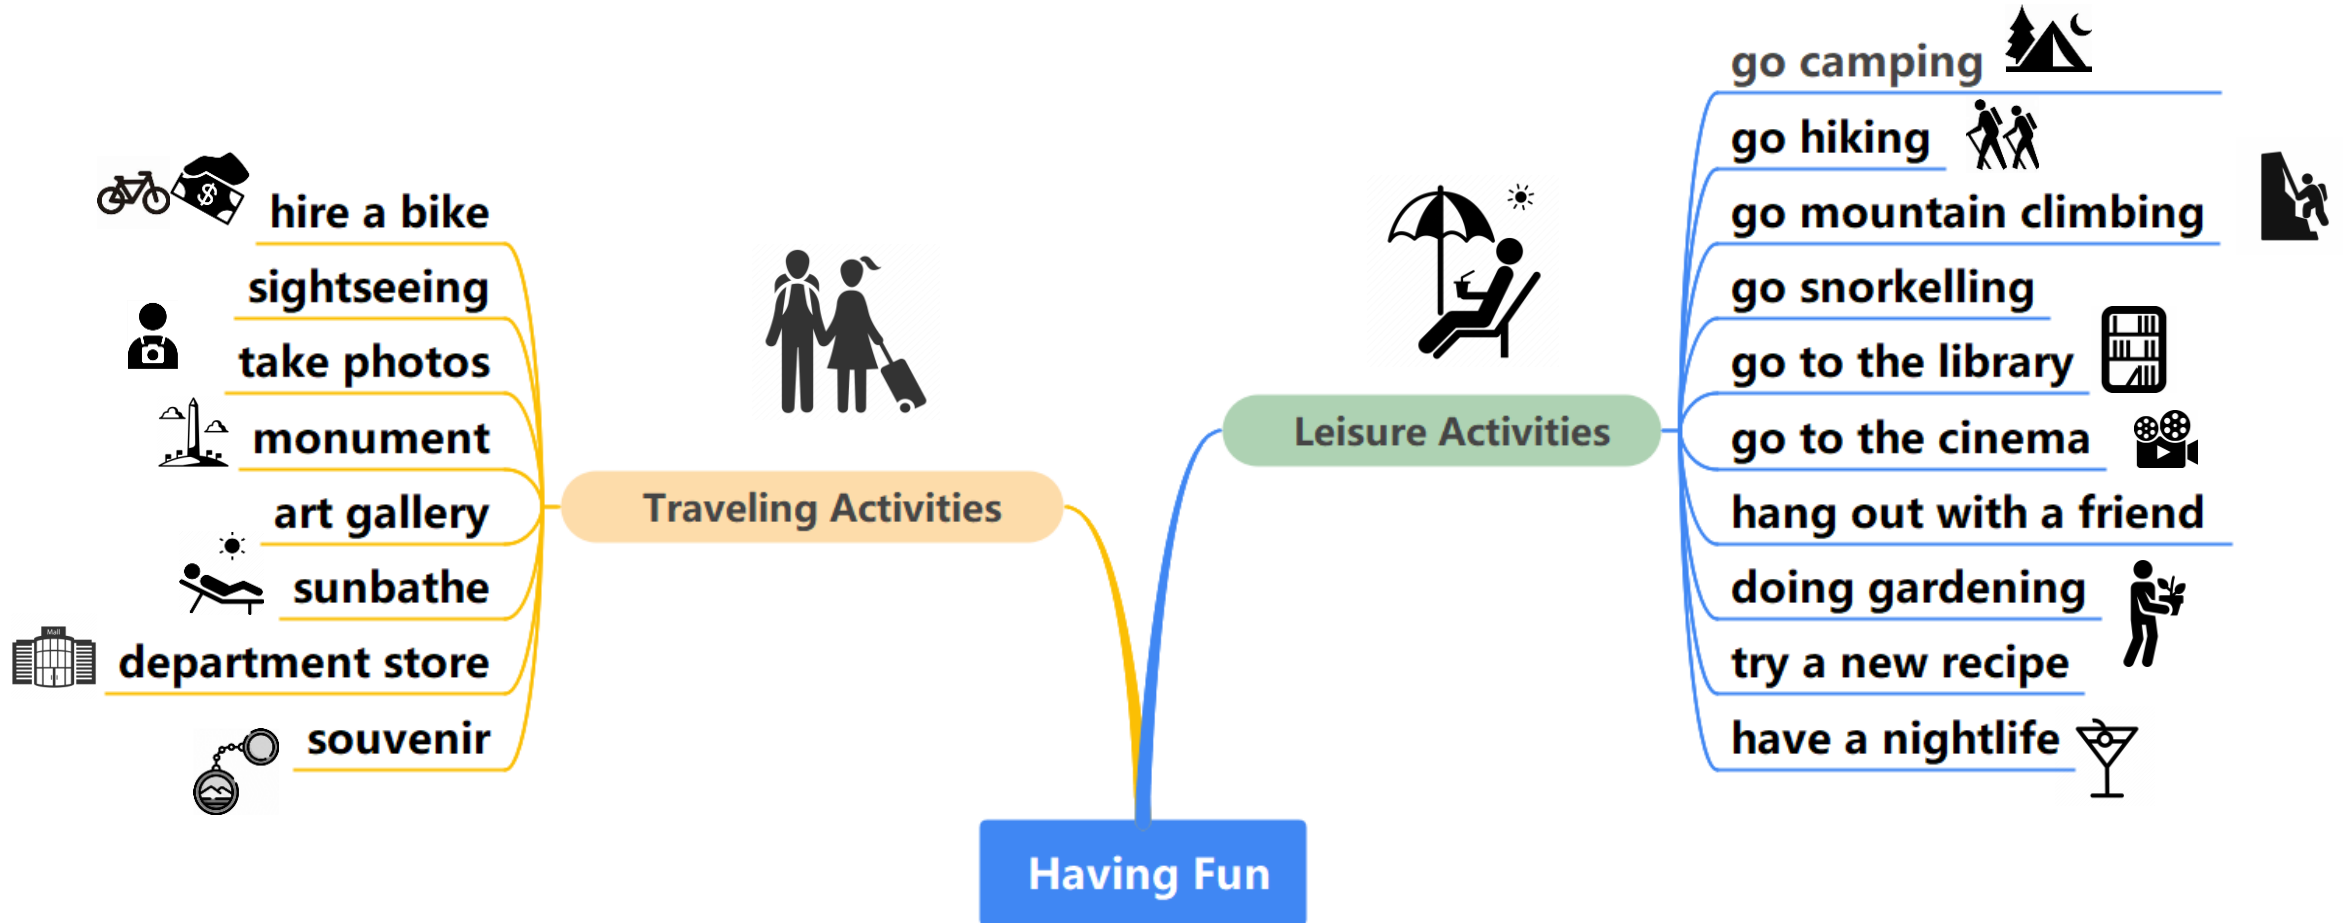 go camping
go hiking
go mountain climbing
go snorkelling
go to the library
go to the cinema
hang out with a friend
doing gardening
try a new recipe
have a nightlife
Leisure Activities
hire a bike
sightseeing
take photos
monument
art gallery
sunbathe
Mall
department store
souvenir
Traveling Activities
Having Fun
$